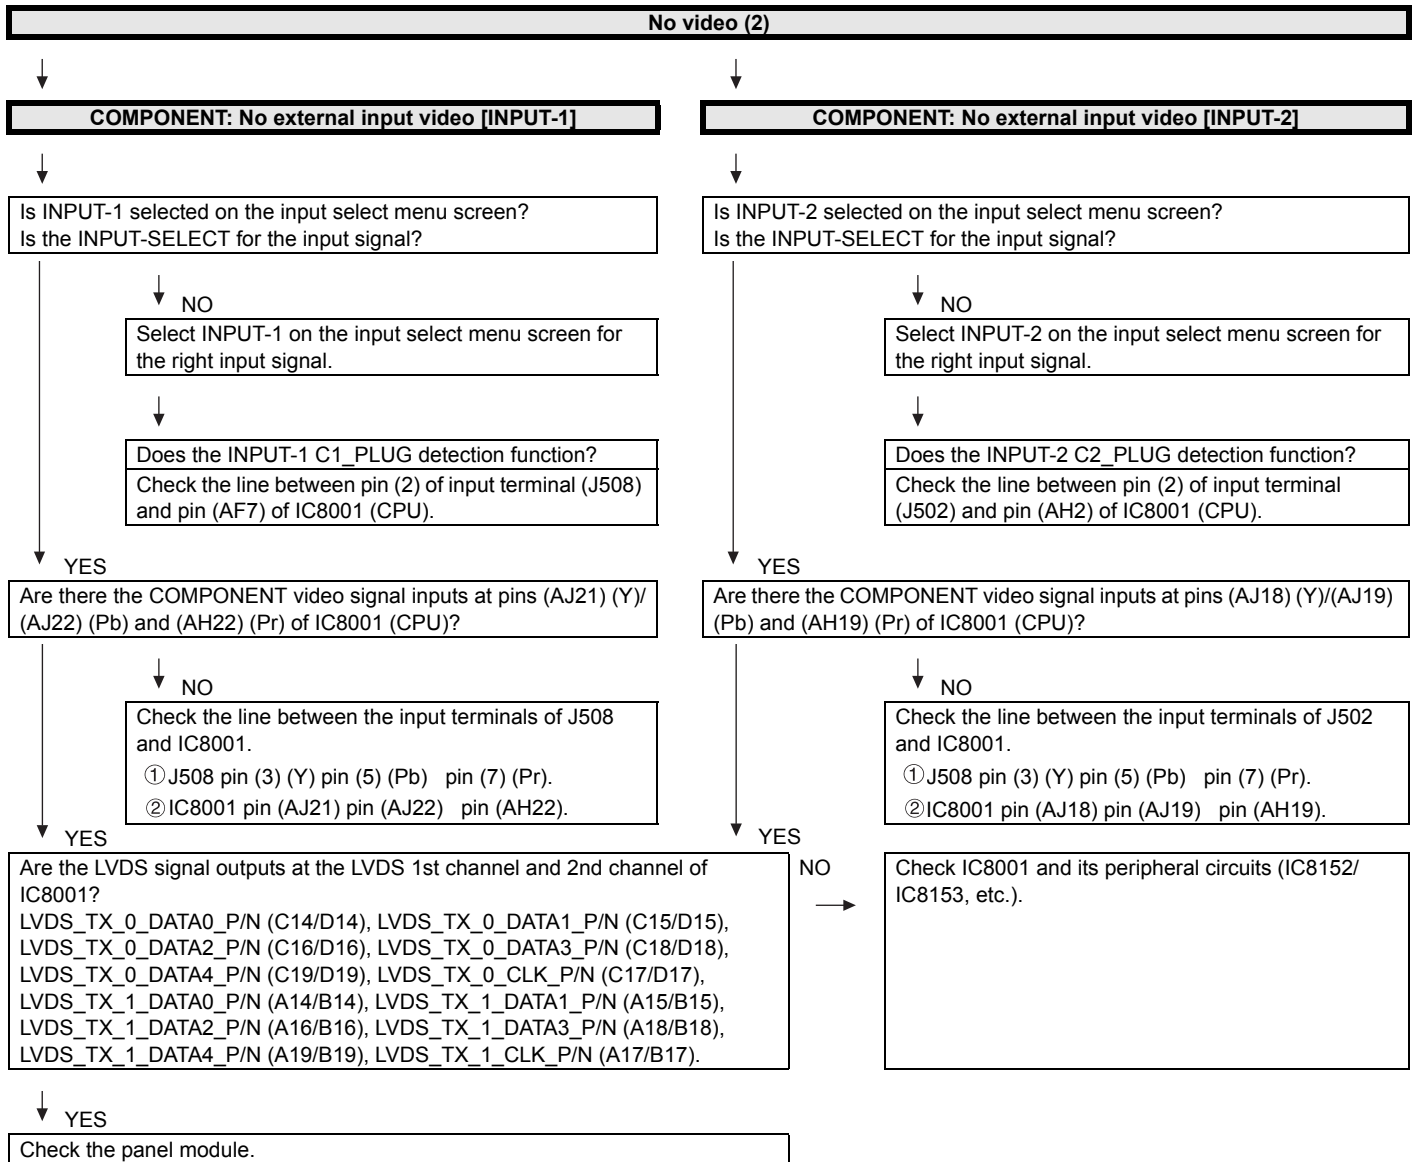 No video (2)
COMPONENT: No external input video [INPUT-1]
COMPONENT: No external input video [INPUT-2]
Is INPUT-1 selected on the input select menu screen?
Is the INPUT-SELECT for the input signal?
Is INPUT-2 selected on the input select menu screen?
Is the INPUT-SELECT for the input signal?
NO
NO
Select INPUT-1 on the input select menu screen for
the right input signal.
Select INPUT-2 on the input select menu screen for
the right input signal.
Does the INPUT-1 C1_PLUG detection function?
Check the line between pin (2) of input terminal (J508)
and pin (AF7) of IC8001 (CPU).
Does the INPUT-2 C2_PLUG detection function?
Check the line between pin (2) of input terminal
(J502) and pin (AH2) of IC8001 (CPU).
YES
YES
Are there the COMPONENT video signal inputs at pins (AJ21) (Y)/
(AJ22) (Pb) and (AH22) (Pr) of IC8001 (CPU)?
Are there the COMPONENT video signal inputs at pins (AJ18) (Y)/(AJ19)
(Pb) and (AH19) (Pr) of IC8001 (CPU)?
NO
NO
Check the line between the input terminals of J508
and IC8001.
①J508 pin (3) (Y) pin (5) (Pb) pin (7) (Pr).
②IC8001 pin (AJ21) pin (AJ22) pin (AH22).
Check the line between the input terminals of J502
and IC8001.
①J508 pin (3) (Y) pin (5) (Pb) pin (7) (Pr).
②IC8001 pin (AJ18) pin (AJ19) pin (AH19).
YES
YES
Are the LVDS signal outputs at the LVDS 1st channel and 2nd channel of
IC8001?
LVDS_TX_0_DATA0_P/N (C14/D14), LVDS_TX_0_DATA1_P/N (C15/D15),
LVDS_TX_0_DATA2_P/N (C16/D16), LVDS_TX_0_DATA3_P/N (C18/D18),
LVDS_TX_0_DATA4_P/N (C19/D19), LVDS_TX_0_CLK_P/N (C17/D17),
LVDS_TX_1_DATA0_P/N (A14/B14), LVDS_TX_1_DATA1_P/N (A15/B15),
LVDS_TX_1_DATA2_P/N (A16/B16), LVDS_TX_1_DATA3_P/N (A18/B18),
LVDS_TX_1_DATA4_P/N (A19/B19), LVDS_TX_1_CLK_P/N (A17/B17).
NO
Check IC8001 and its peripheral circuits (IC8152/
IC8153, etc.).
YES
Check the panel module.